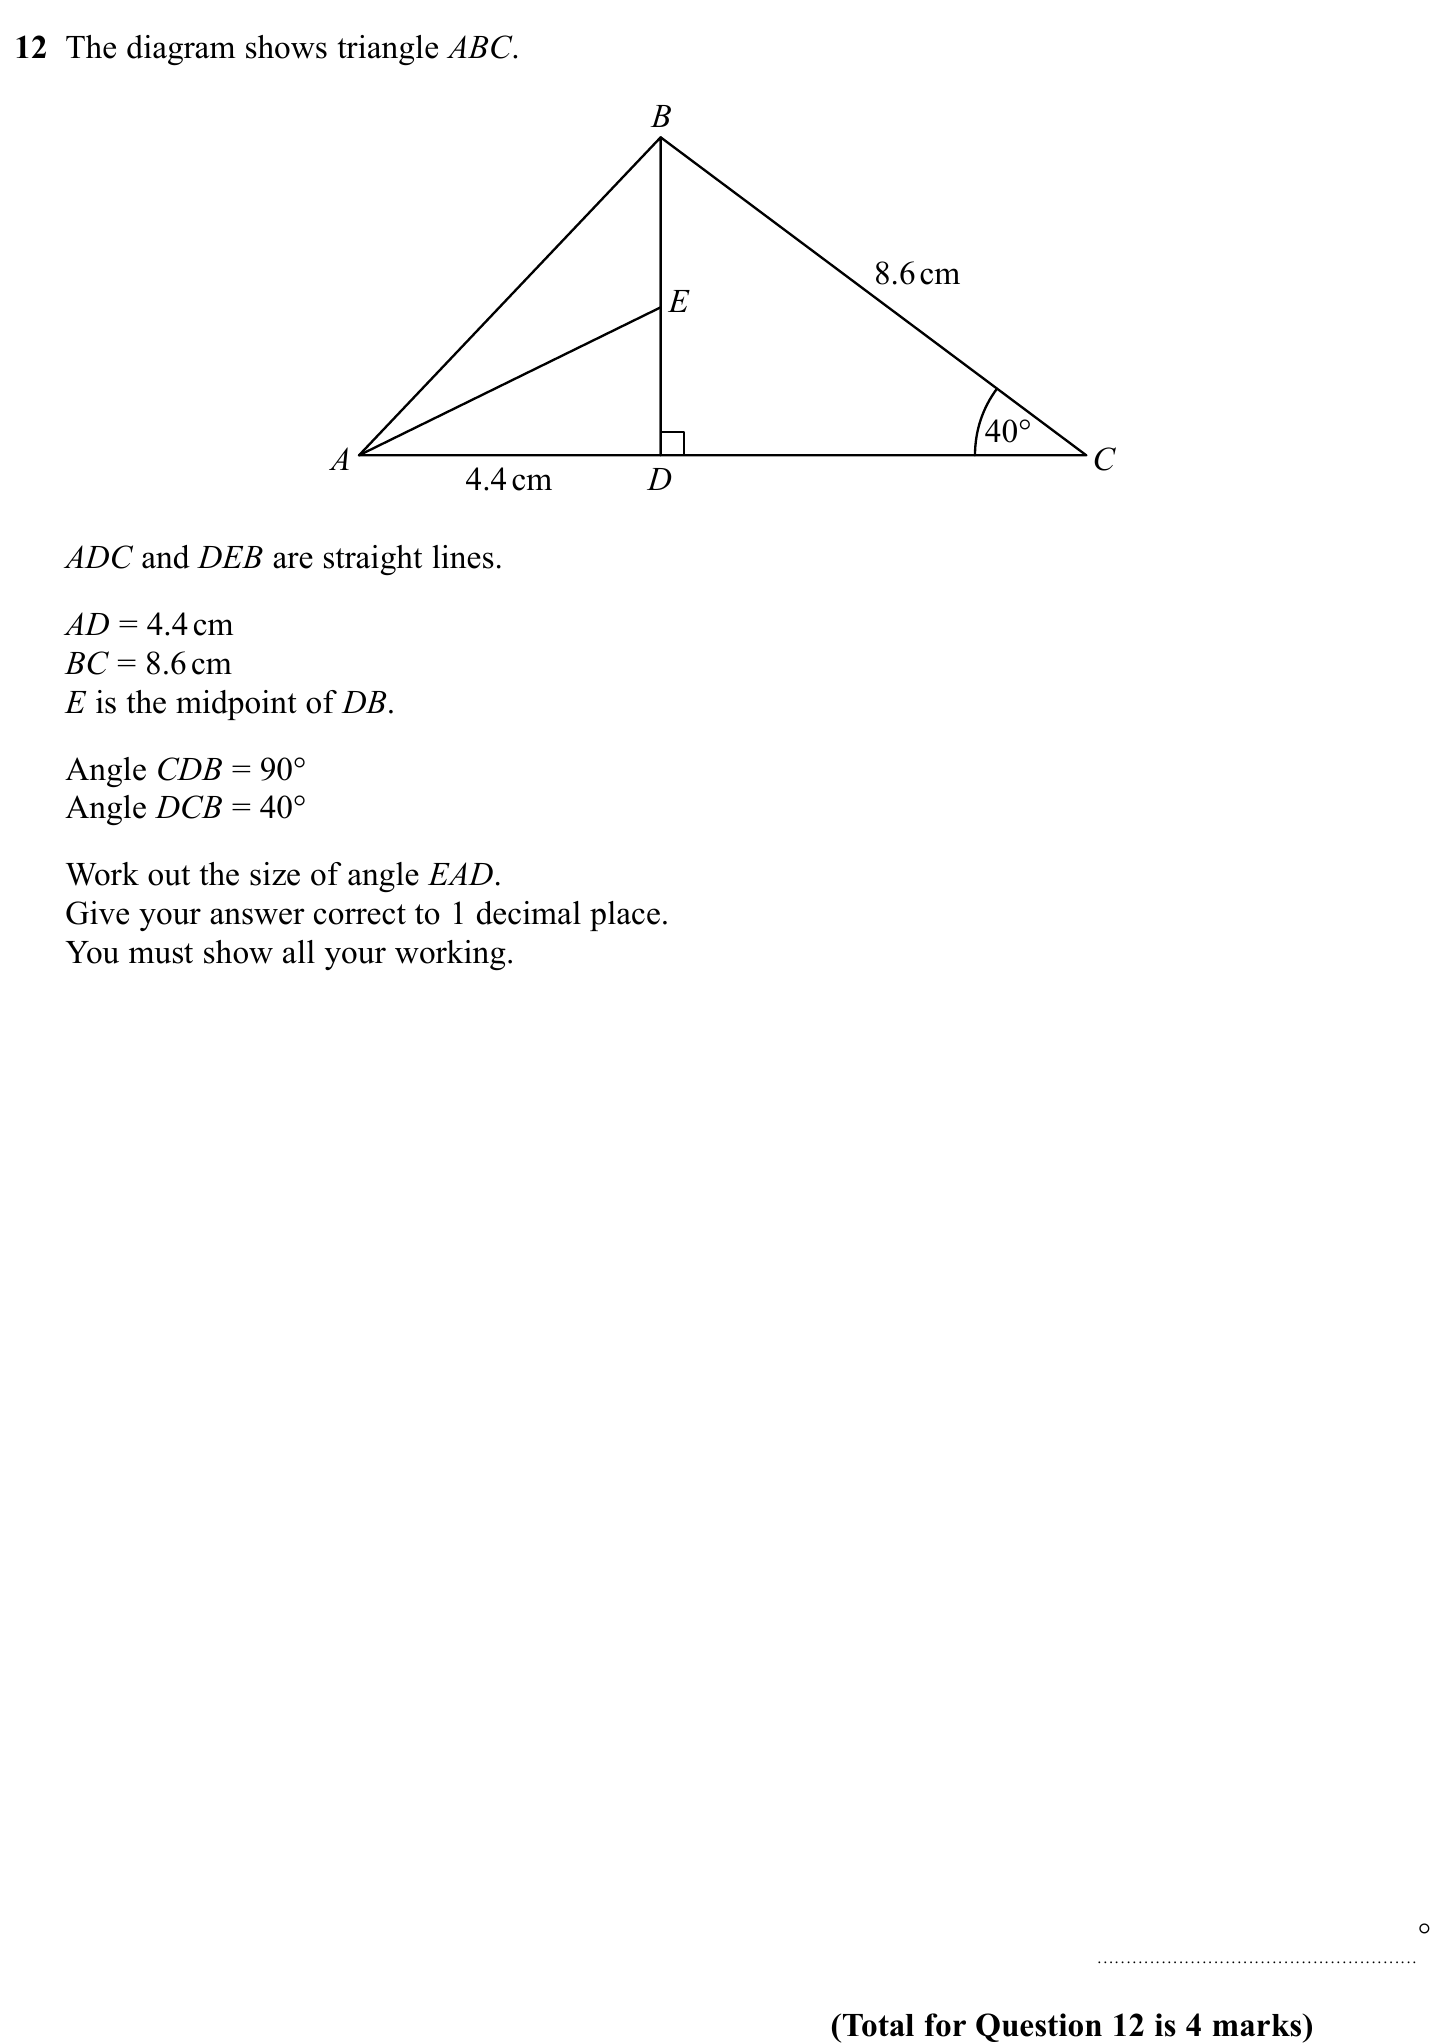 12 The diagram shows triangle ABC.
B
E
8.6 cm
40°
A
C
4.4 cm
D
ADC and DEB are straight lines.
AD = 4.4 cm
BC = 8.6 cm
E is the midpoint of DB.
Angle CDB = 90°
Angle DCB = 40°
Work out the size of angle EAD.
Give your answer correct to 1 decimal place.
You must show all your working.
.......................................................°
(Total for Question 12 is 4 marks)